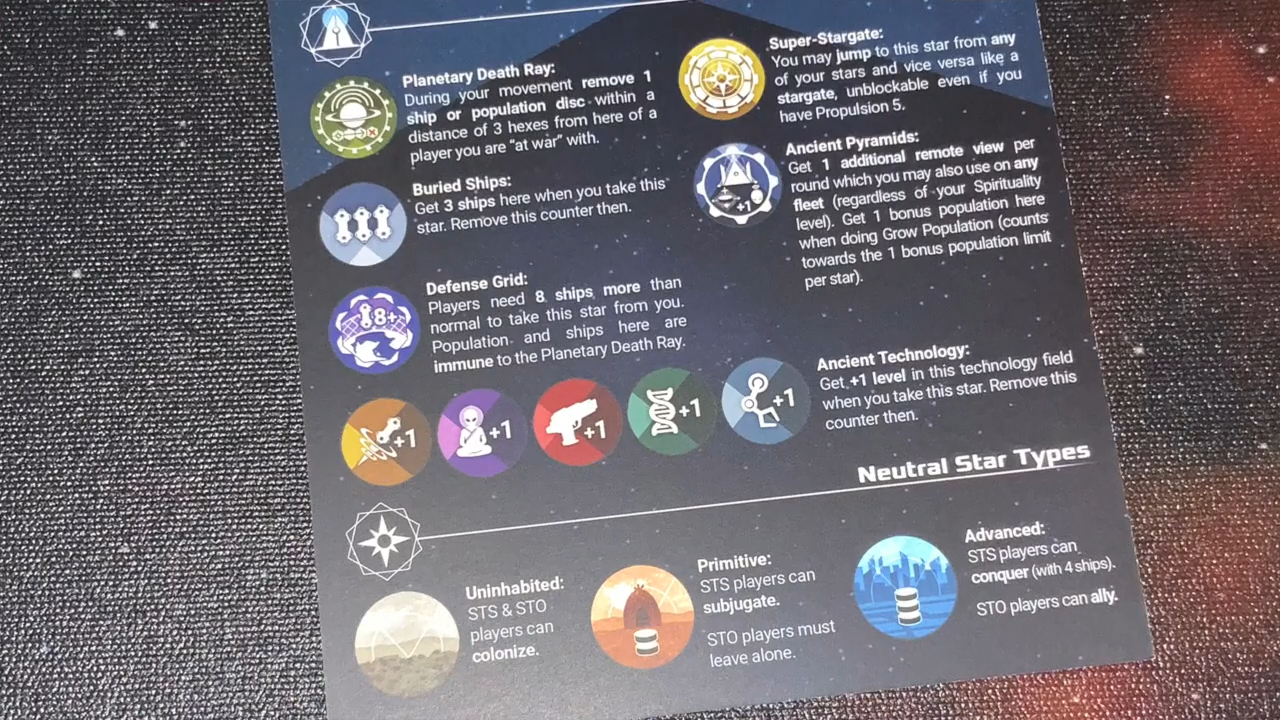 Planetary Death Ray:
During your movement remove 1
ship or population disc within a
distance of 3 hexes from here of a
player you are "at war" with.
Buried Ships:
Get 3 ships here when you take this
star. Remove this counter then.
Defense Grid:
Players need 8 ships more than
normal to take this star from you.
Population and ships here are
immune to the Planetary Death Ray.
8+
Super-Stargate:
You may jump to this star from any
of your stars and vice versa like a
stargate, unblockable even if you
have Propulsion 5.
Ancient Pyramids:
Get 1 additional remote view per
round which you may also use on any
fleet (regardless of your Spirituality
level). Get 1 bonus population here
when doing Grow Population (counts
towards the 1 bonus population limit
per star).
+1
+1
+1
+1
+1
+1
Ancient Technology:
Get +1 level in this technology field
when you take this star. Remove this
counter then.
Neutral Star Types
Uninhabited:
STS & STO
players can
colonize.
Primitive:
STS players can
subjugate.
STO players must
leave alone.
Advanced:
STS players can
conquer (with 4 ships).
STO players can ally.